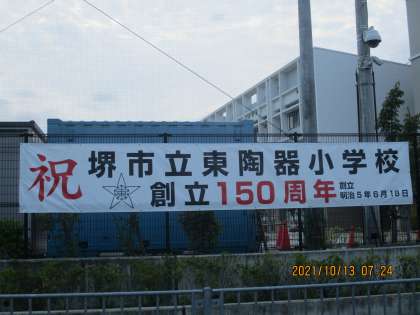 祝 堺市立東陶器小学校
創立150周年 創立
明治5年6月18日
2021/10/13 07:24